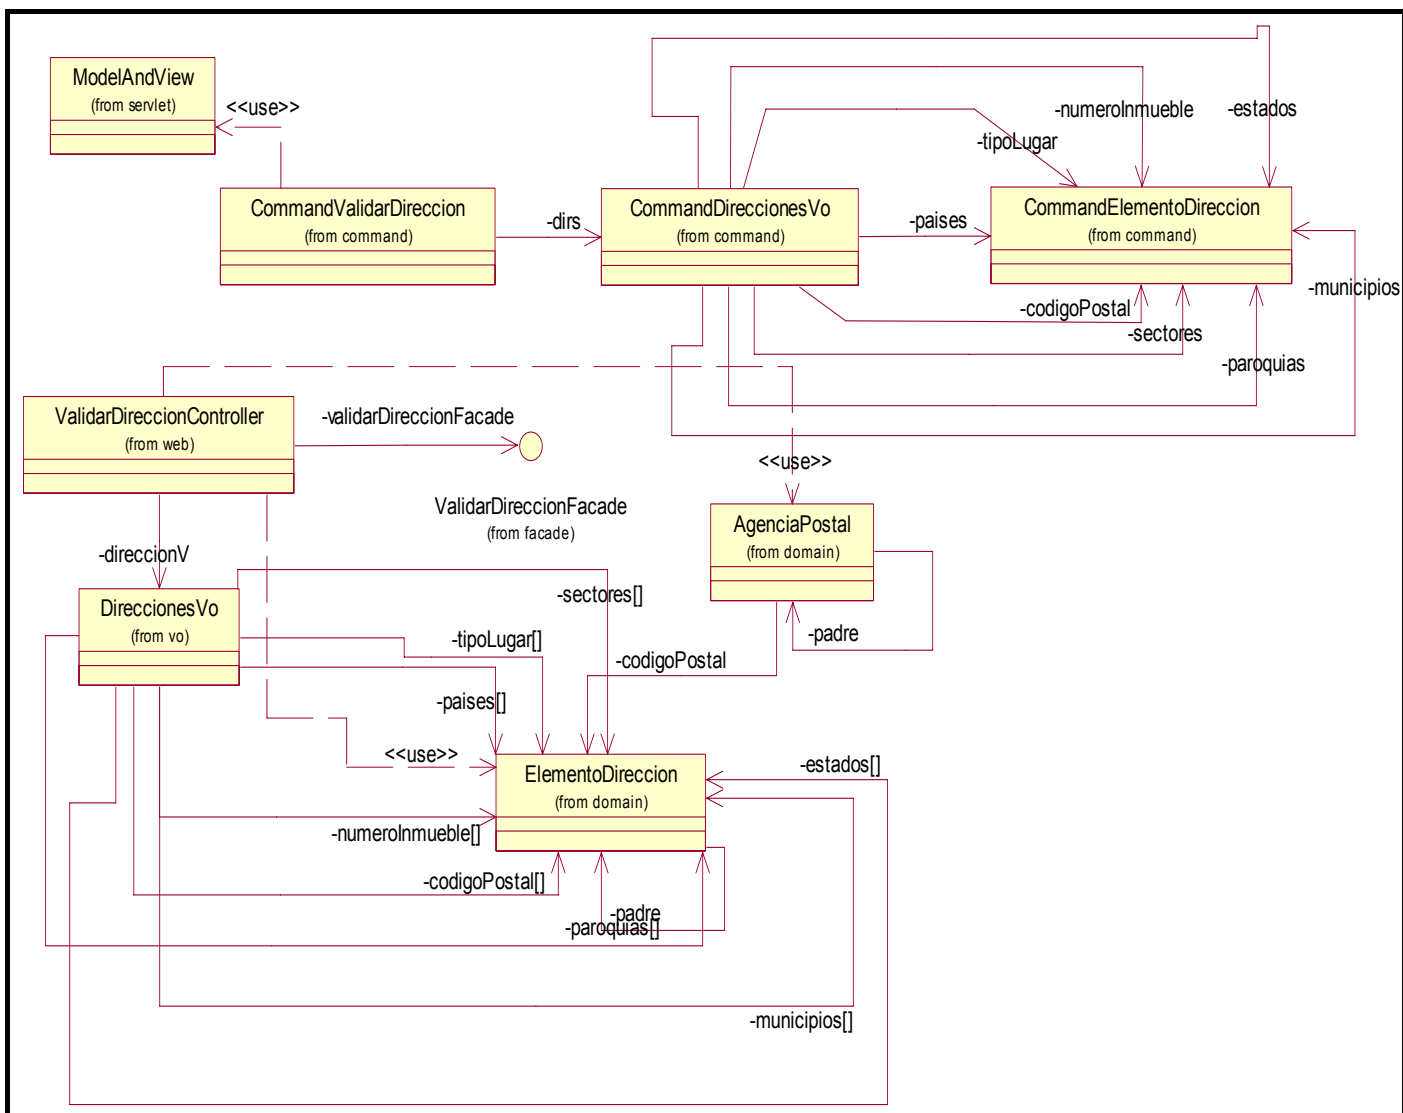 ModelAndView
(from servlet)
<<use>>
-numeroInmueble
-estados
-tipoLugar
CommandValidarDireccion
(from command)
-dirs
CommandDireccionesVo
(from command)
-paises
CommandElementoDireccion
(from command)
-municipios
-codigoPostal
-sectores
-paroquias
ValidarDireccionController
(from web)
-validarDireccionFacade
<<use>>
ValidarDireccionFacade
(from facade)
AgenciaPostal
(from domain)
-direccionV
-sectores[]
DireccionesVo
(from vo)
-tipoLugar[]
-padre
-codigoPostal
-paises[]
<<use>>
ElementoDireccion
(from domain)
-estados[]
-numeroInmueble[]
-codigoPostal[]
-padre
-paroquias[]
-municipios[]